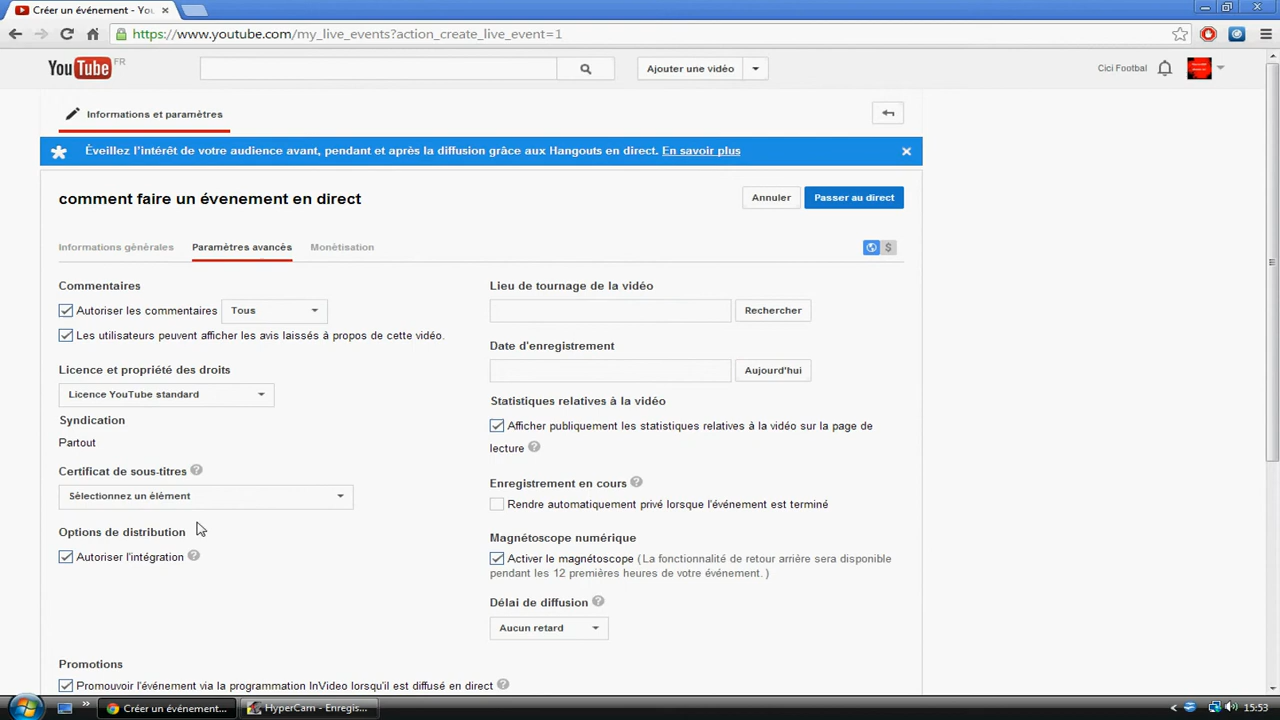 Créer un événement - You
https://www.youtube.com/my_live_events?action_create_live_event=1
YouTube FR
Ajouter une vidéo
Cici Footbal
Informations et paramètres
Éveillez l'intérêt de votre audience avant, pendant et après la diffusion grâce aux Hangouts en direct. En savoir plus
comment faire un évenement en direct
Annuler
Passer au direct
Informations générales
Paramètres avancés
Monétisation
$
Commentaires
Autoriser les commentaires
Tous
Les utilisateurs peuvent afficher les avis laissés à propos de cette vidéo.
Licence et propriété des droits
Licence YouTube standard
Syndication
Partout
Certificat de sous-titres ?
Sélectionnez un élément
Options de distribution
Autoriser l'intégration ?
Lieu de tournage de la vidéo
Rechercher
Date d'enregistrement
Aujourd'hui
Statistiques relatives à la vidéo
Afficher publiquement les statistiques relatives à la vidéo sur la page de
lecture ?
Enregistrement en cours ?
Rendre automatiquement privé lorsque l'événement est terminé
Magnétoscope numérique
Activer le magnétoscope (La fonctionnalité de retour arrière sera disponible
pendant les 12 premières heures de votre événement. )
Délai de diffusion ?
Aucun retard
Promotions
Promouvoir l'événement via la programmation InVideo lorsqu'il est diffusé en direct ?
Créer un événement...
HyperCam - Enregis...
15:53